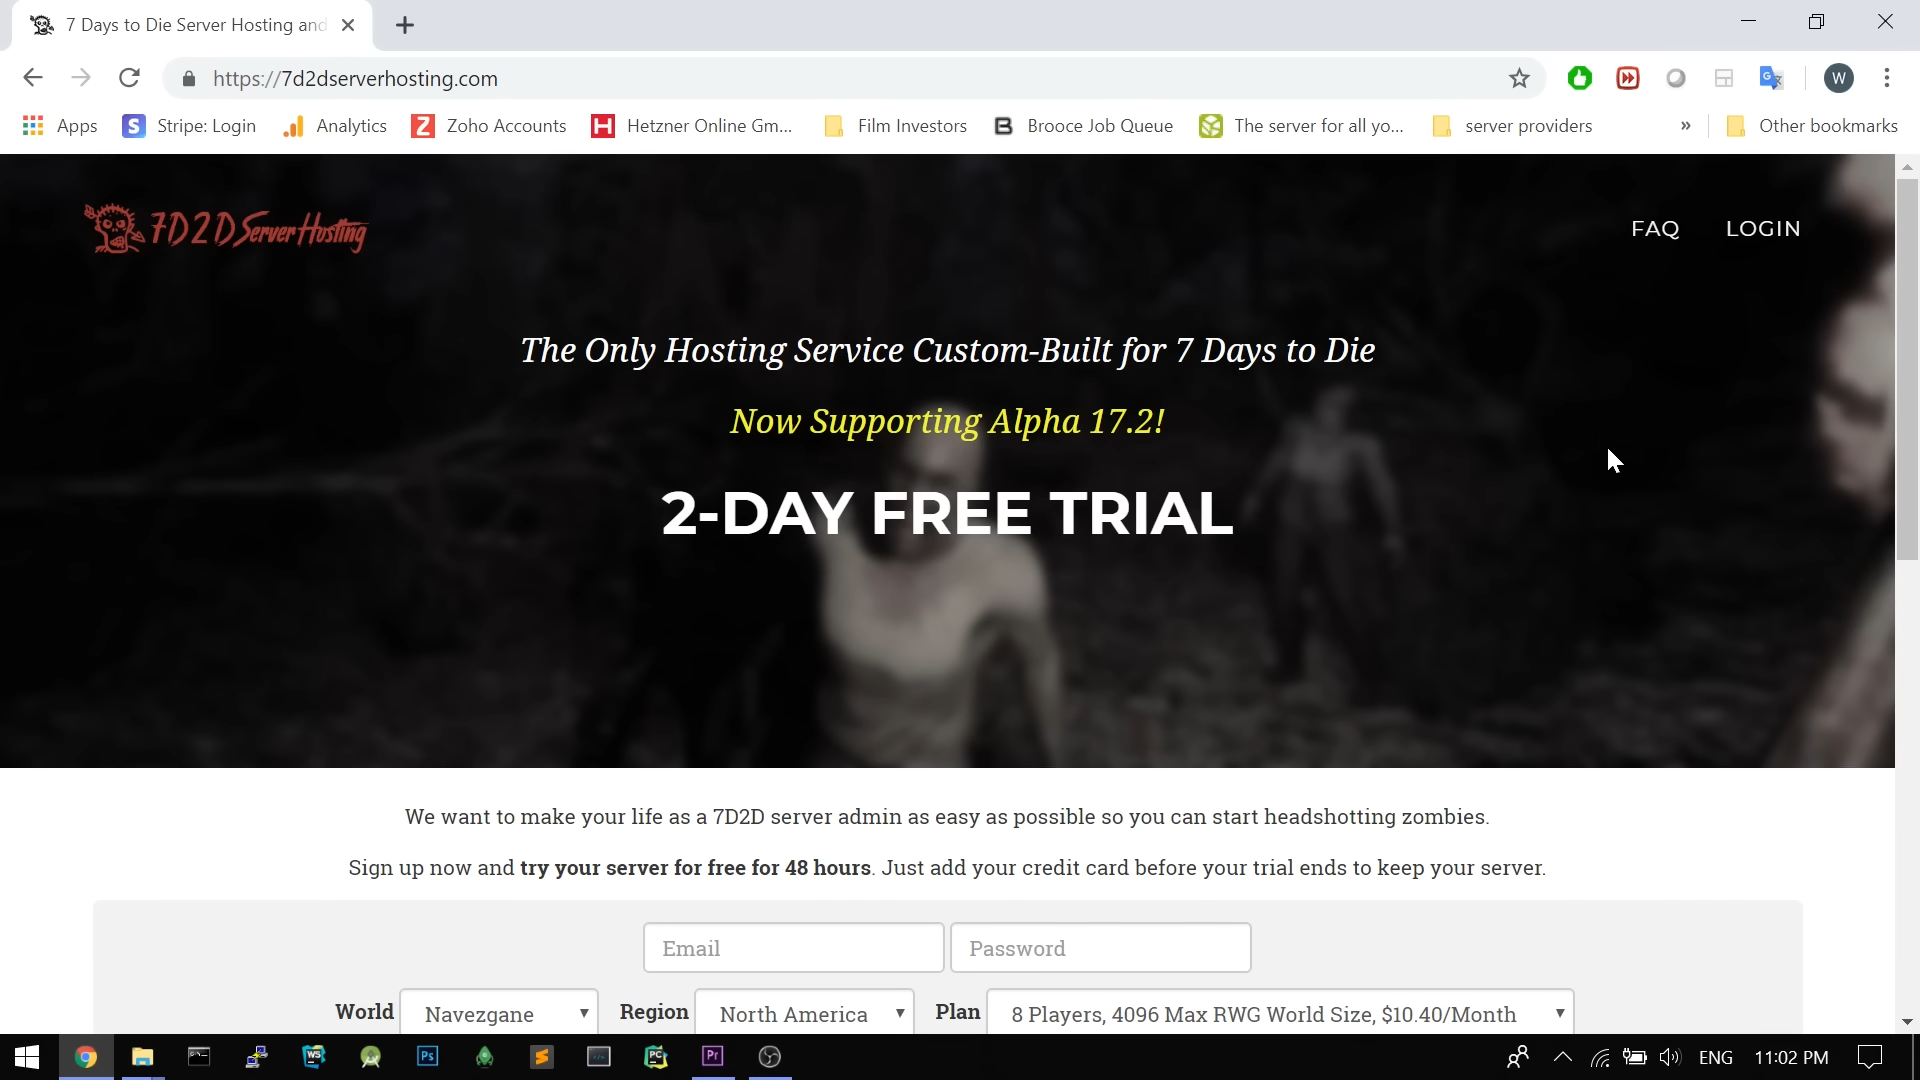 7 Days to Die Server Hosting and
https://7d2dserverhosting.com
W
Apps
Stripe: Login
Analytics
Zoho Accounts
Hetzner Online Gm...
Film Investors
Brooce Job Queue
The server for all yo...
server providers
»
Other bookmarks
7D2D Server Hosting
FAQ
LOGIN
The Only Hosting Service Custom-Built for 7 Days to Die
Now Supporting Alpha 17.2!
2-DAY FREE TRIAL
We want to make your life as a 7D2D server admin as easy as possible so you can start headshotting zombies.
Sign up now and try your server for free for 48 hours. Just add your credit card before your trial ends to keep your server.
Email
Password
World Navezgane Region North America Plan 8 Players, 4096 Max RWG World Size, $10.40/Month
ENG
11:02 PM